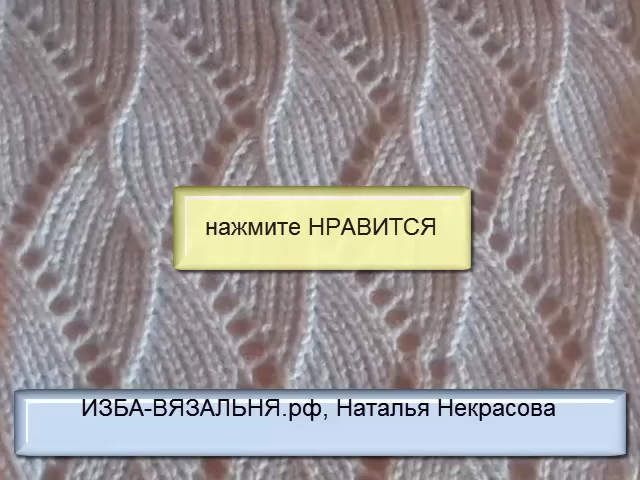 нажмите НРАВИТСЯ
ИЗБА-ВЯЗАЛЬНЯ.рф, Наталья Некрасова